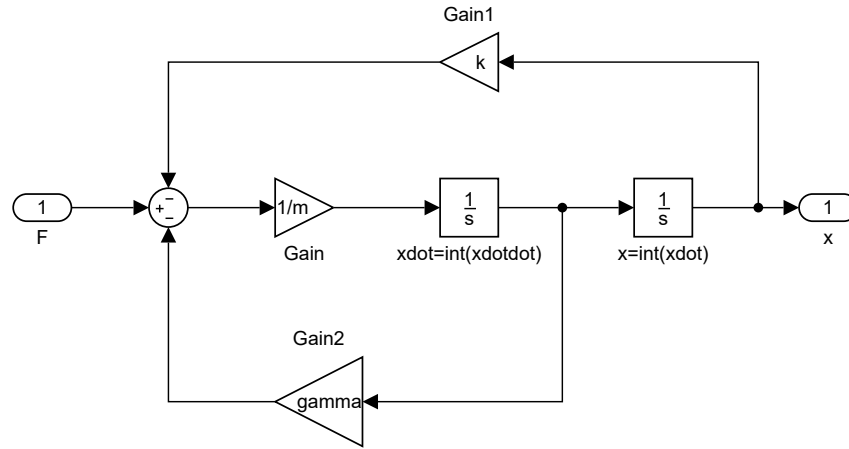 Gain1
k
1
F
−
+
−
1/m
Gain
1
s
xdot=int(xdotdot)
1
s
x=int(xdot)
1
x
Gain2
gamma